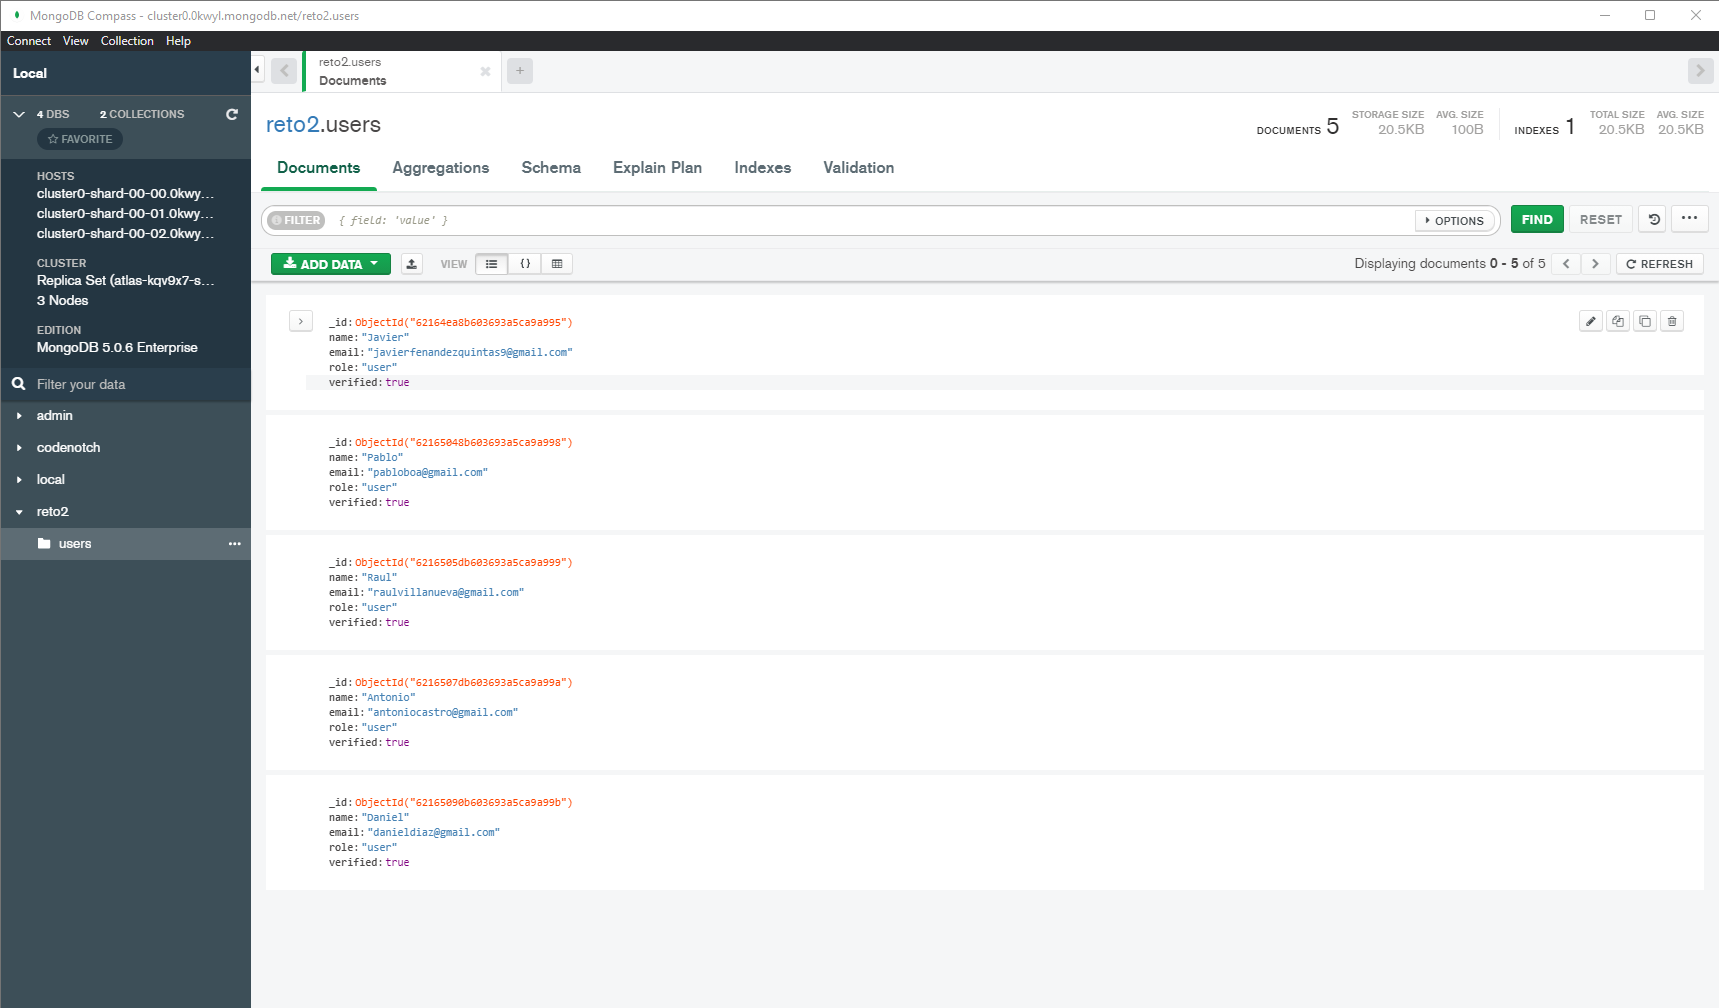 MongoDB Compass - cluster0.0kwyl.mongodb.net/reto2.users
Connect View Collection Help
Local
4 DBS 2 COLLECTIONS
FAVORITE
HOSTS
cluster0-shard-00-00.0kwy...
cluster0-shard-00-01.0kwy...
cluster0-shard-00-02.0kwy...
CLUSTER
Replica Set (atlas-kqv9x7-s...
3 Nodes
EDITION
MongoDB 5.0.6 Enterprise
Filter your data
admin
codenotch
local
reto2
users
reto2.users
Documents
reto2.users
DOCUMENTS 5 STORAGE SIZE 20.5KB AVG. SIZE 100B INDEXES 1 TOTAL SIZE 20.5KB AVG. SIZE 20.5KB
Documents Aggregations Schema Explain Plan Indexes Validation
FILTER { field: 'value' } OPTIONS FIND RESET
ADD DATA VIEW Displaying documents 0 - 5 of 5 REFRESH
_id: ObjectId("62164ea8b603693a5ca9a995")
name: "Javier"
email: "javierfenandezquintas9@gmail.com"
role: "user"
verified: true
_id: ObjectId("62165048b603693a5ca9a998")
name: "Pablo"
email: "pabloboa@gmail.com"
role: "user"
verified: true
_id: ObjectId("6216505db603693a5ca9a999")
name: "Raul"
email: "raulvillanueva@gmail.com"
role: "user"
verified: true
_id: ObjectId("6216507db603693a5ca9a99a")
name: "Antonio"
email: "antoniocastro@gmail.com"
role: "user"
verified: true
_id: ObjectId("62165090b603693a5ca9a99b")
name: "Daniel"
email: "danieldiaz@gmail.com"
role: "user"
verified: true